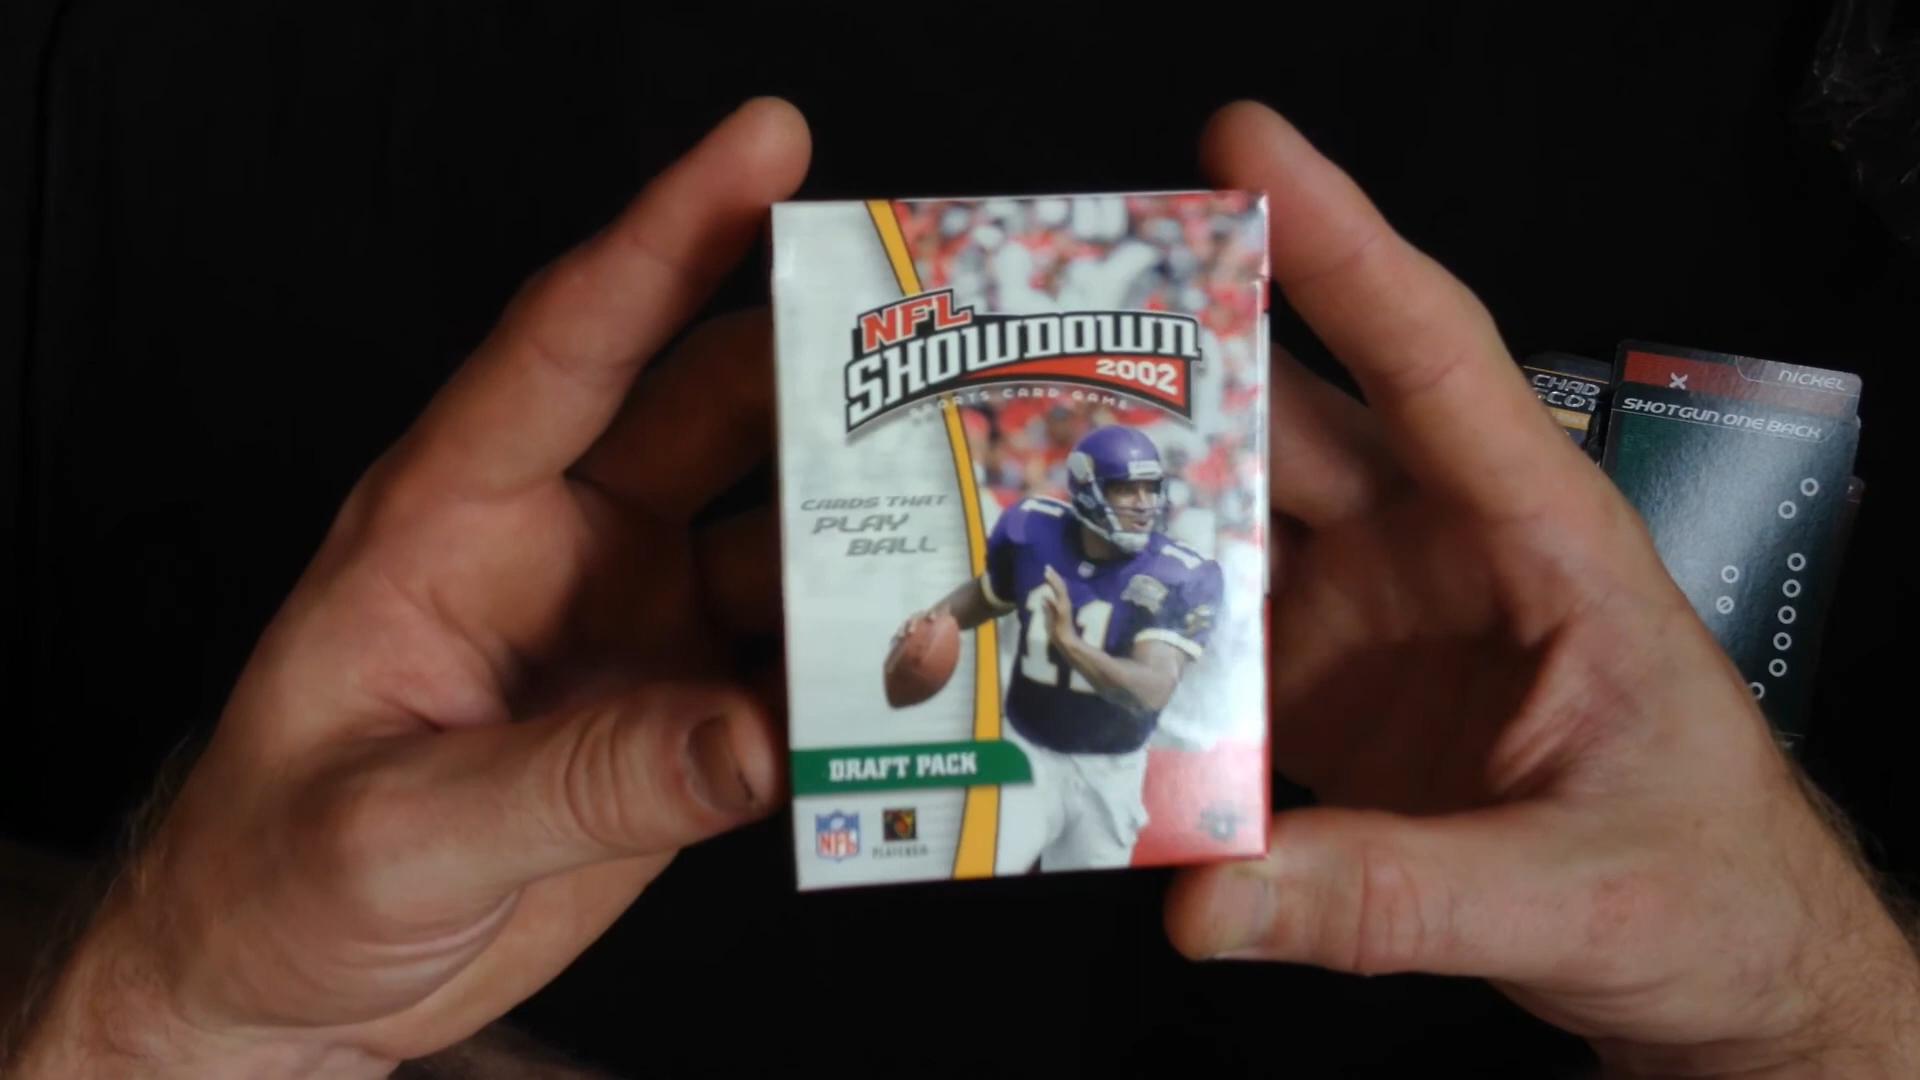 NFL
SHOWDOWN
2002
SPORTS CARD GAME
CARDS THAT
PLAY
BALL
11
DRAFT PACK
NFL
PLAYERS
CHAD
SCOT
X
NICKEL
SHOTGUN ONE BACK